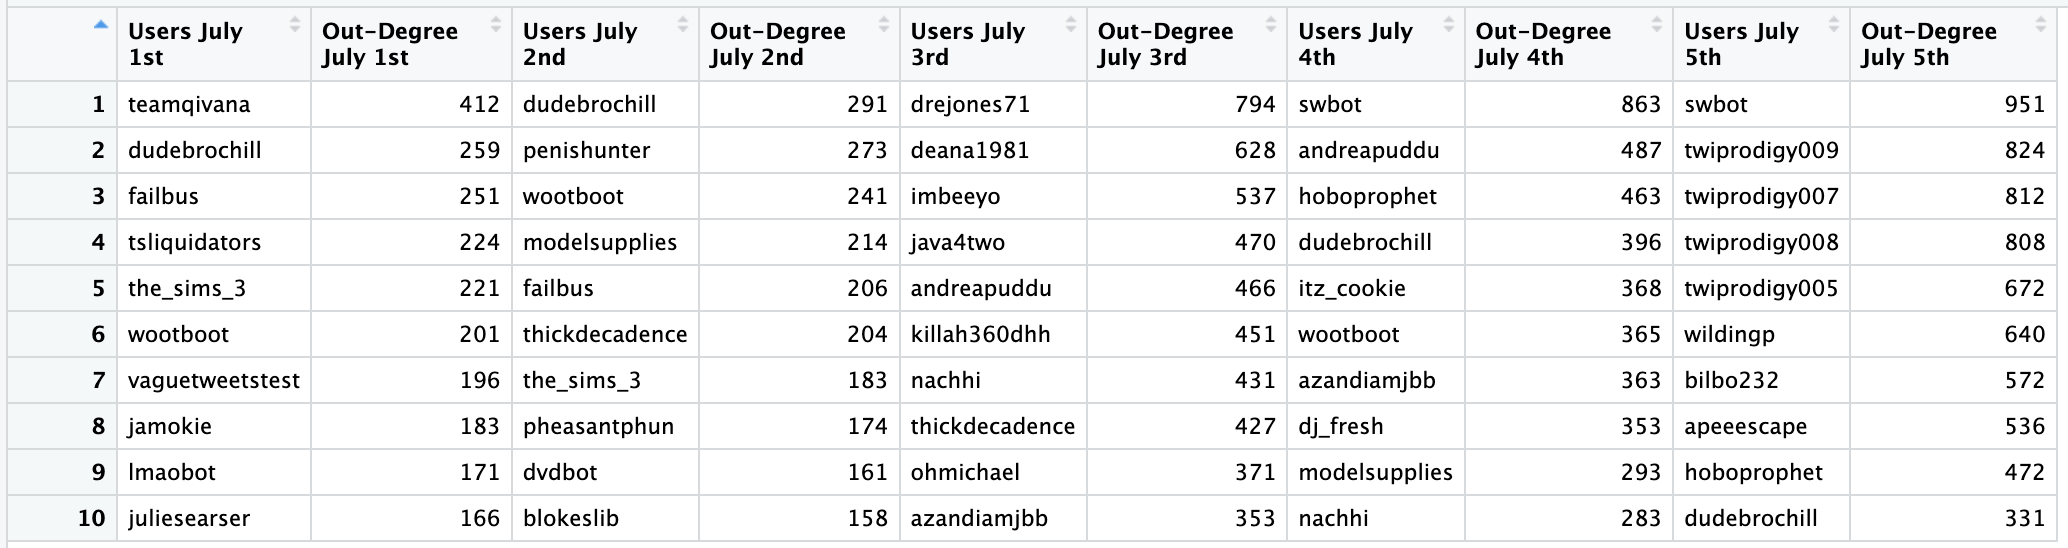 Users July 1st Out-Degree July 1st Users July 2nd Out-Degree July 2nd Users July 3rd Out-Degree July 3rd Users July 4th Out-Degree July 4th Users July 5th Out-Degree July 5th
1 teamqivana 412 dudebrochill 291 drejones71 794 swbot 863 swbot 951
2 dudebrochill 259 penishunter 273 deana1981 628 andreapuddu 487 twiprodigy009 824
3 failbus 251 wootboot 241 imbeeyo 537 hoboprophet 463 twiprodigy007 812
4 tsliquidators 224 modelsupplies 214 java4two 470 dudebrochill 396 twiprodigy008 808
5 the_sims_3 221 failbus 206 andreapuddu 466 itz_cookie 368 twiprodigy005 672
6 wootboot 201 thickdecadence 204 killah360dhh 451 wootboot 365 wildingp 640
7 vaguetweetstest 196 the_sims_3 183 nachhi 431 azandiamjbb 363 bilbo232 572
8 jamokie 183 pheasantphun 174 thickdecadence 427 dj_fresh 353 apeeescape 536
9 lmaobot 171 dvdbot 161 ohmichael 371 modelsupplies 293 hoboprophet 472
10 juliesearser 166 blokeslib 158 azandiamjbb 353 nachhi 283 dudebrochill 331